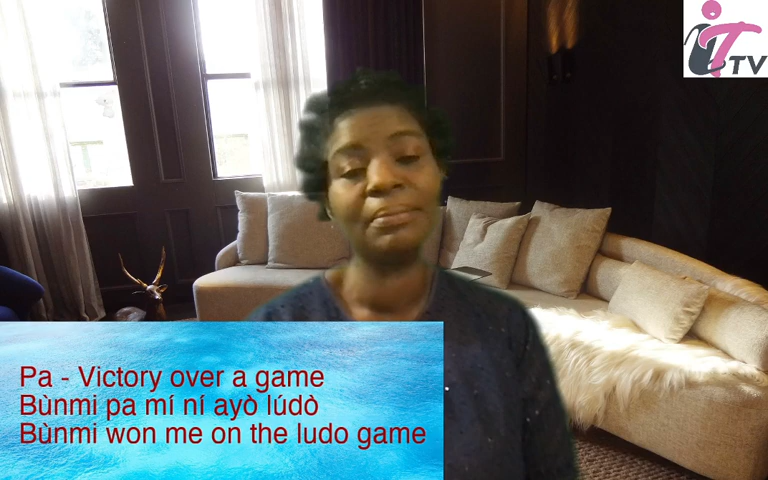 TV
Pa - Victory over a game
Bùnmi pa mí ní ayò lúdò
Bùnmi won me on the ludo game